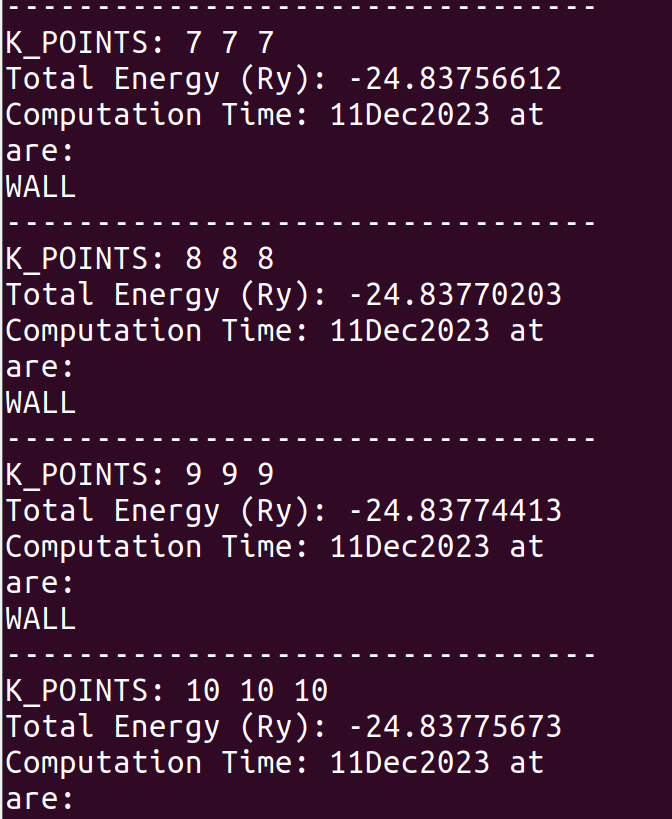 ---------------------------------
K_POINTS: 7 7 7
Total Energy (Ry): -24.83756612
Computation Time: 11Dec2023 at
are:
WALL
---------------------------------
K_POINTS: 8 8 8
Total Energy (Ry): -24.83770203
Computation Time: 11Dec2023 at
are:
WALL
---------------------------------
K_POINTS: 9 9 9
Total Energy (Ry): -24.83774413
Computation Time: 11Dec2023 at
are:
WALL
---------------------------------
K_POINTS: 10 10 10
Total Energy (Ry): -24.83775673
Computation Time: 11Dec2023 at
are: